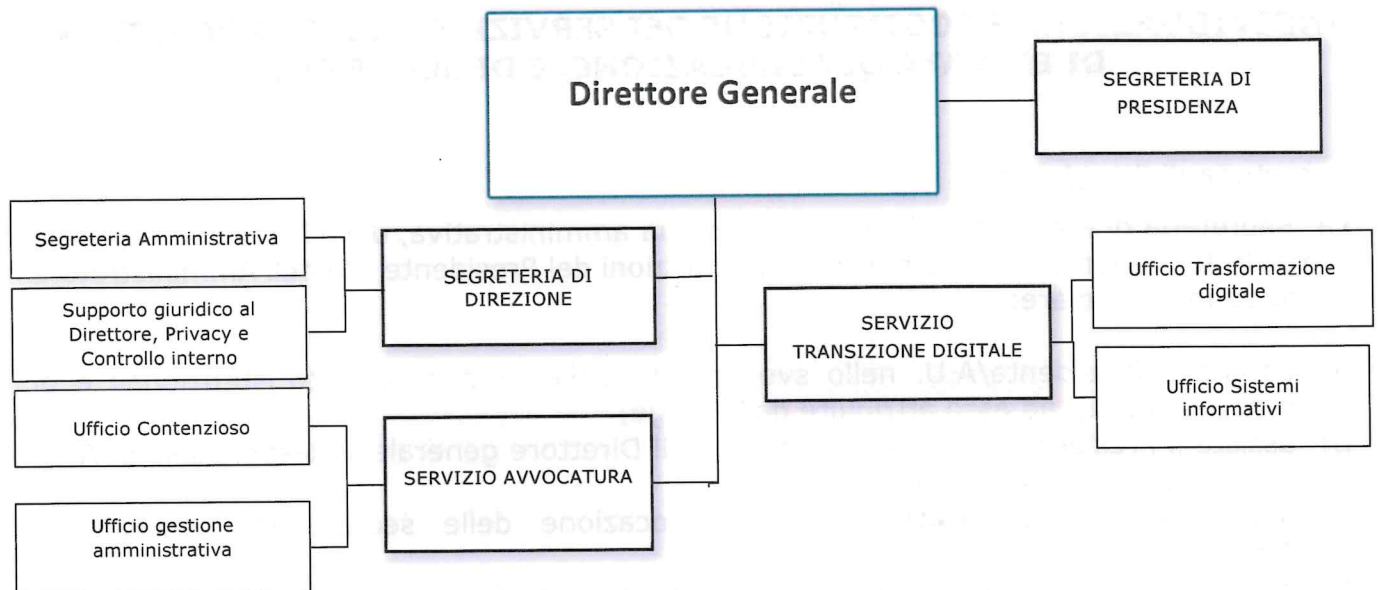 Direttore Generale
SEGRETERIA DI
PRESIDENZA
Segreteria Amministrativa
Supporto giuridico al
Direttore, Privacy e
Controllo interno
SEGRETERIA DI
DIREZIONE
SERVIZIO
TRANSIZIONE DIGITALE
Ufficio Trasformazione
digitale
Ufficio Sistemi
informativi
Ufficio Contenzioso
Ufficio gestione
amministrativa
SERVIZIO AVVOCATURA